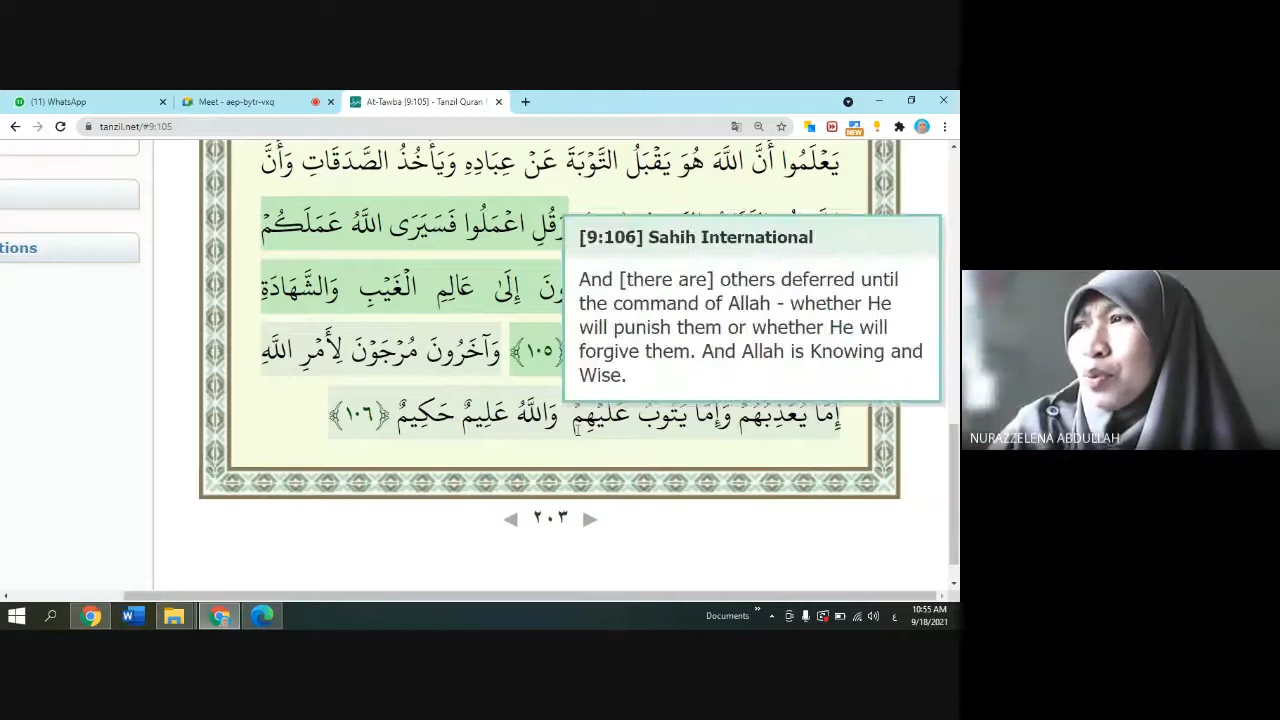 (11) WhatsApp
Meet - aep-bytr-vxq
At-Tawba [9:105] - Tanzil Quran
tanzil.net/#9:105
NEW
يَعْلَمُوا أَنَّ اللَّهَ هُوَ يَقْبَلُ التَّوْبَةَ عَنْ عِبَادِهِ وَيَأْخُذُ الصَّدَقَاتِ وَأَنَّ
وَقُلِ اعْمَلُوا فَسَيَرَى اللَّهُ عَمَلَكُمْ
ونَ إِلَىٰ عَالِمِ الْغَيْبِ وَالشَّهَادَةِ
﴿١٠٥﴾ وَآخَرُونَ مُرْجَوْنَ لِأَمْرِ اللَّهِ
إِمَّا يُعَذِّبُهُمْ وَإِمَّا يَتُوبُ عَلَيْهِمْ وَاللَّهُ عَلِيمٌ حَكِيمٌ ﴿١٠٦﴾
[9:106] Sahih International
And [there are] others deferred until
the command of Allah - whether He
will punish them or whether He will
forgive them. And Allah is Knowing and
Wise.
tions
٢٠٣
NURAZZELENA ABDULLAH
Documents
ع
10:55 AM
9/18/2021